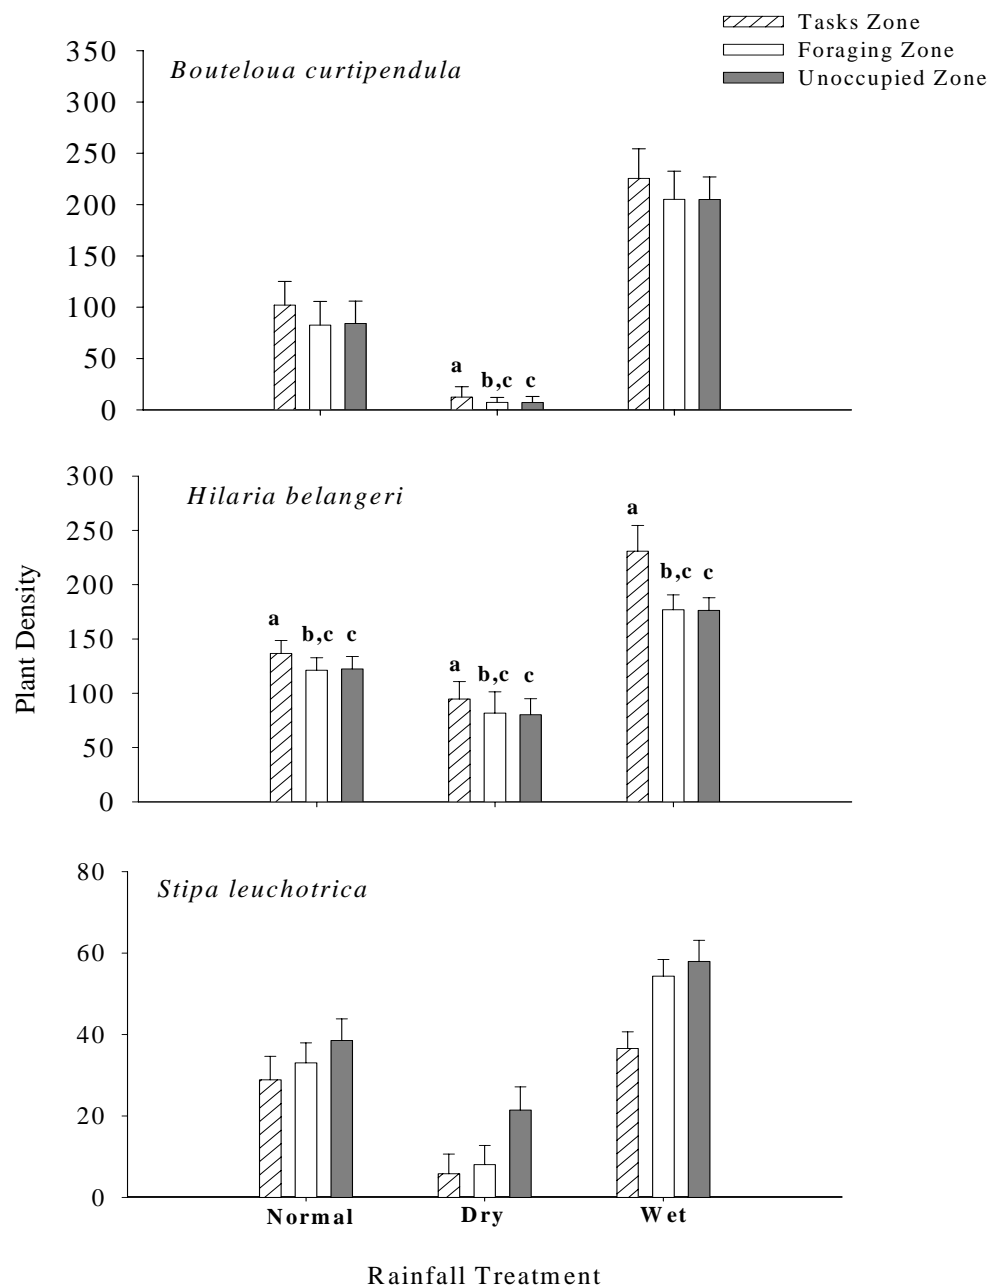 Tasks Zone
Foraging Zone
Unoccupied Zone
350
Bouteloua curtipendula
300
250
200
150
100
50
a
b,c
c
0
300
Hilaria belangeri
250
a
200
b,c
c
150
a
b,c
c
a
b,c
c
100
50
0
Plant Density
80
Stipa leuchotrica
60
40
20
0
Normal
Dry
Wet
Rainfall Treatment